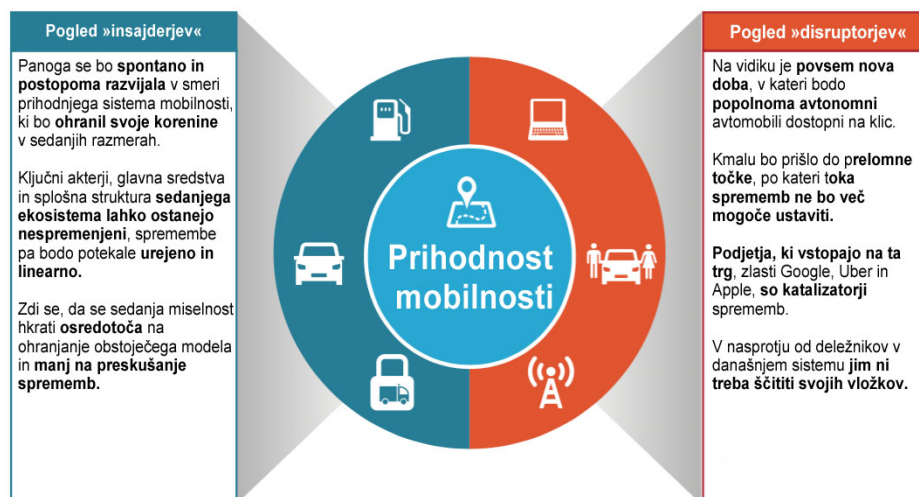 Pogled »insajderjev«
Panoga se bo spontano in
postopoma razvijala v smeri
prihodnjega sistema mobilnosti,
ki bo ohranil svoje korenine
v sedanjih razmerah.
Ključni akterji, glavna sredstva
in splošna struktura sedanjega
ekosistema lahko ostanejo
nespremenjeni, spremembe
pa bodo potekale urejeno in
linearno.
Zdi se, da se sedanja miselnost
hkrati osredotoča na
ohranjanje obstoječega modela
in manj na preskušanje
sprememb.
Prihodnost
mobilnosti
Pogled »disruptorjev«
Na vidiku je povsem nova
doba, v kateri bodo
popolnoma avtonomni
avtomobili dostopni na klic.
Kmalu bo prišlo do prelomne
točke, po kateri toka
sprememb ne bo več
mogoče ustaviti.
Podjetja, ki vstopajo na ta
trg, zlasti Google, Uber in
Apple, so katalizatorji
sprememb.
V nasprotju od deležnikov v
današnjem sistemu jim ni
treba ščititi svojih vložkov.